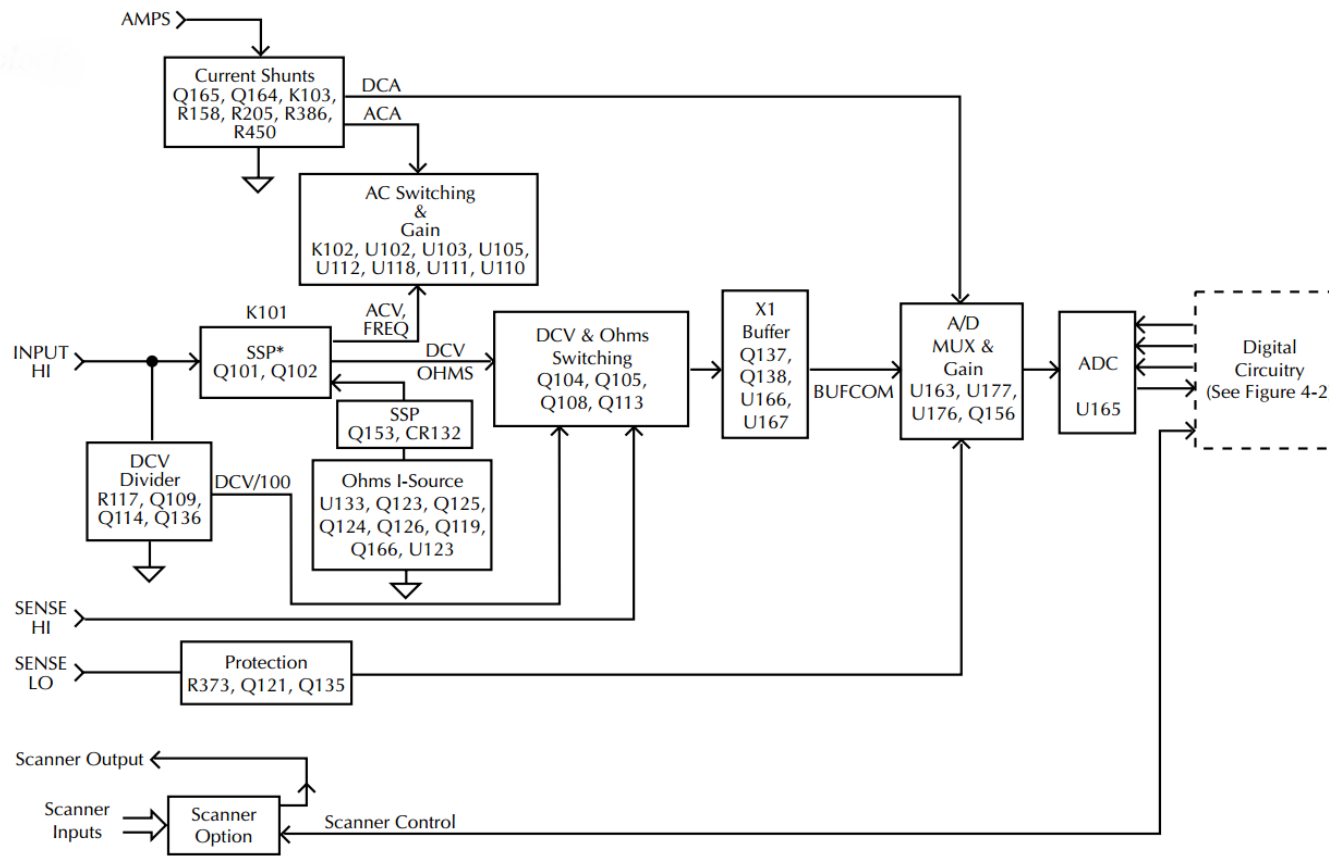 AMPS
Current Shunts
Q165, Q164, K103,
R158, R205, R386,
R450
DCA
ACA
AC Switching
&
Gain
K102, U102, U103, U105,
U112, U118, U111, U110
K101
ACV,
FREQ
INPUT
HI
SSP*
Q101, Q102
DCV
OHMS
DCV & Ohms
Switching
Q104, Q105,
Q108, Q113
X1
Buffer
Q137,
Q138,
U166,
U167
BUFCOM
A/D
MUX &
Gain
U163, U177,
U176, Q156
ADC
U165
Digital
Circuitry
(See Figure 4-2
SSP
Q153, CR132
DCV
Divider
R117, Q109,
Q114, Q136
DCV/100
Ohms I-Source
U133, Q123, Q125,
Q124, Q126, Q119,
Q166, U123
SENSE
HI
SENSE
LO
Protection
R373, Q121, Q135
Scanner Output
Scanner
Inputs
Scanner
Option
Scanner Control